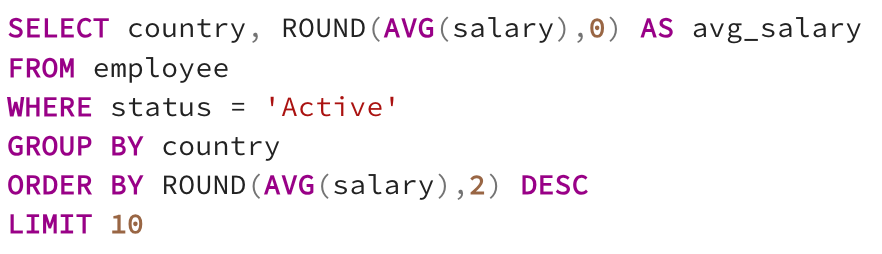 SELECT country, ROUND(AVG(salary),0) AS avg_salary
FROM employee
WHERE status = 'Active'
GROUP BY country
ORDER BY ROUND(AVG(salary),2) DESC
LIMIT 10